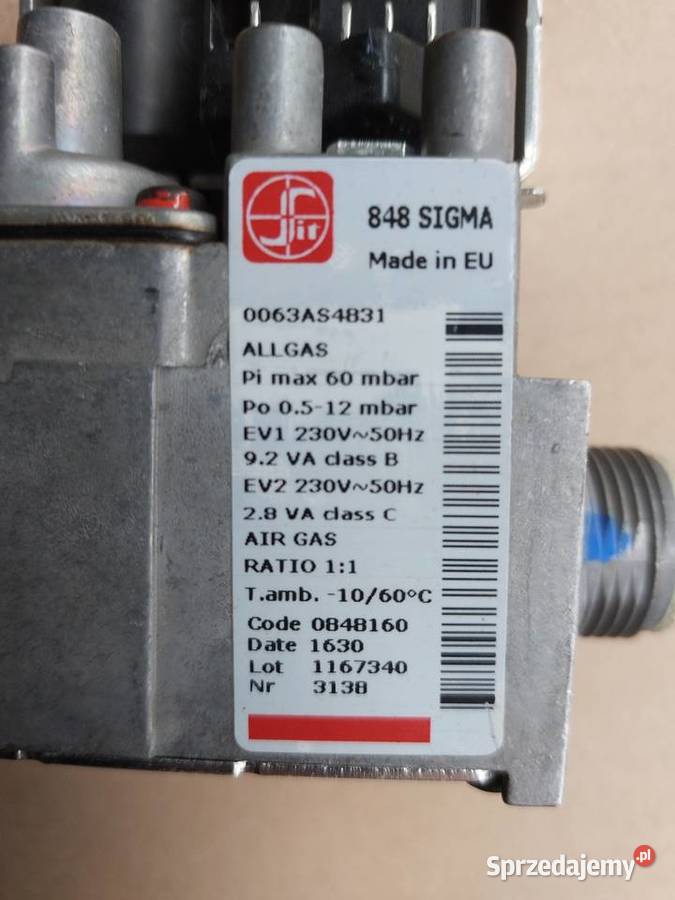 Sit
848 SIGMA
Made in EU
0063AS4831
ALLGAS
Pi max 60 mbar
Po 0.5-12 mbar
EV1 230V~50Hz
9.2 VA class B
EV2 230V~50Hz
2.8 VA class C
AIR GAS
RATIO 1:1
T.amb. -10/60°C
Code 0848160
Date 1630
Lot 1167340
Nr 3138
Sprzedajemy.pl